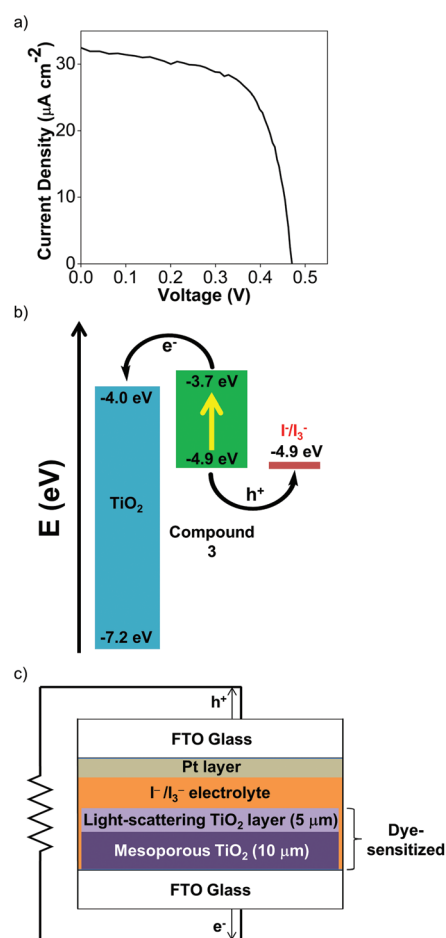 a)
Current Density (μA cm⁻²)
30
20
10
0
0.0 0.1 0.2 0.3 0.4 0.5
Voltage (V)
b)
E (eV)
e⁻
-4.0 eV
-3.7 eV
I⁻/I₃⁻
-4.9 eV
-4.9 eV
h⁺
TiO₂
Compound
3
-7.2 eV
c)
h⁺
FTO Glass
Pt layer
I⁻/I₃⁻ electrolyte
Light-scattering TiO₂ layer (5 μm)
Mesoporous TiO₂ (10 μm)
Dye-
sensitized
FTO Glass
e⁻